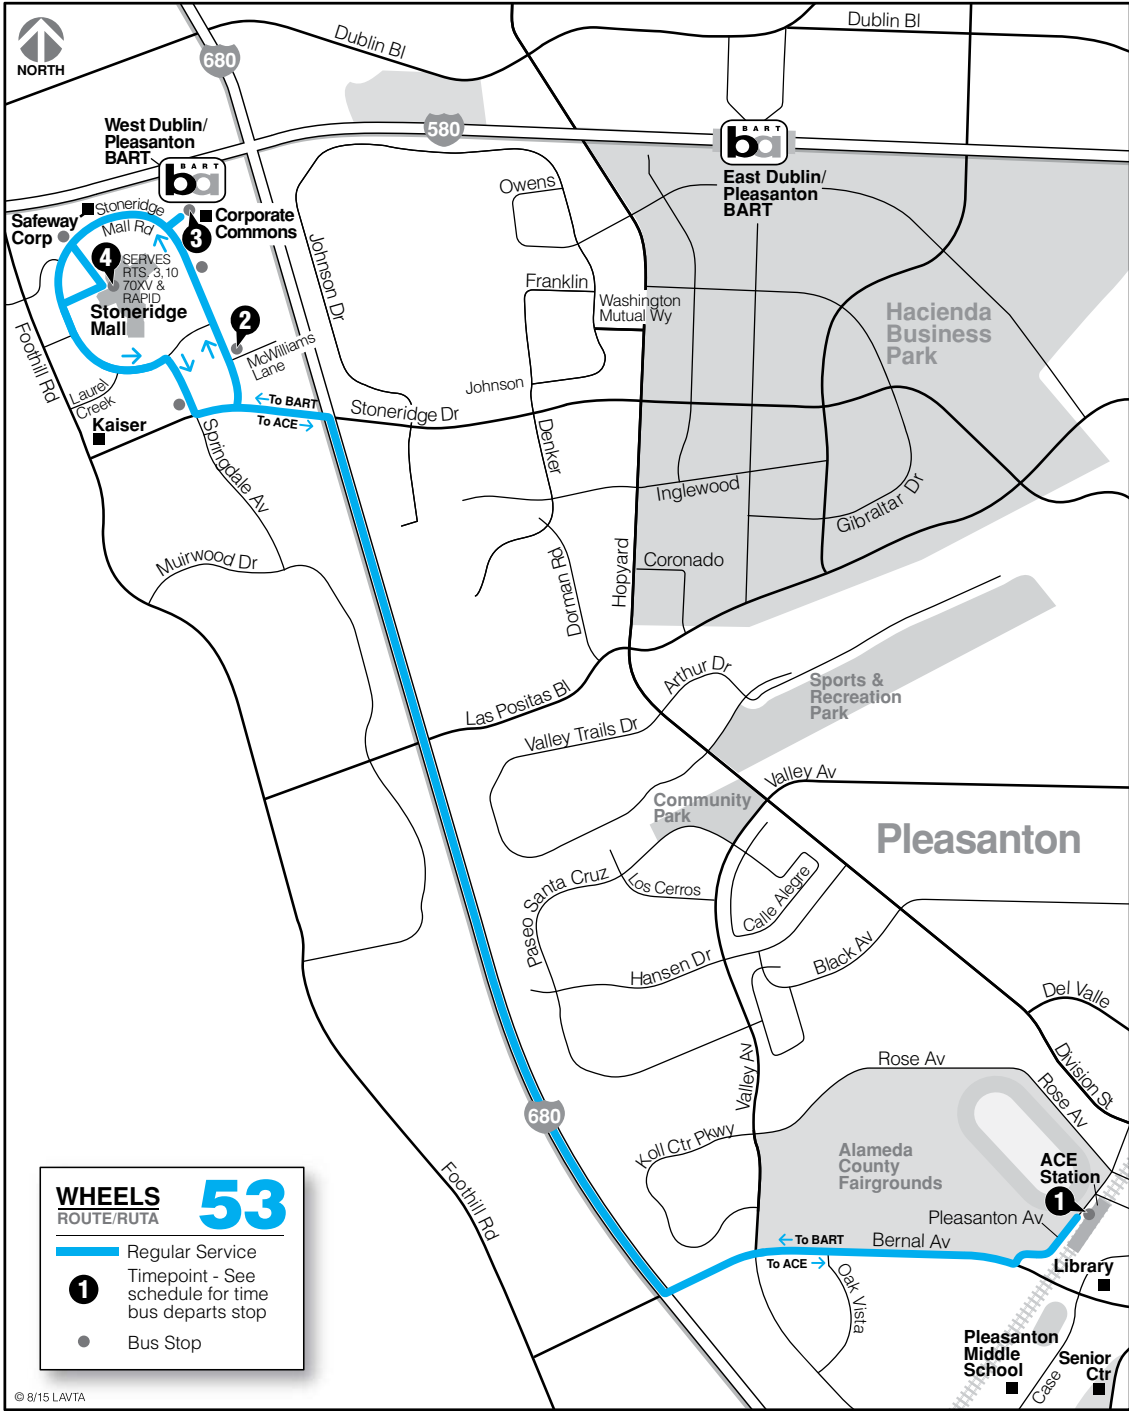 NORTH
680
Dublin Bl
Dublin Bl
580
West Dublin/
Pleasanton
BART
BART
ba
BART
ba
East Dublin/
Pleasanton
BART
Safeway
Corp
Stoneridge
Mall Rd
Corporate
Commons
3
4
SERVES
RTS. 3,10
70XV &
RAPID
Stoneridge
Mall
2
McWilliams
Lane
Foothill Rd
Laurel
Creek
Kaiser
To BART
To ACE
Stoneridge Dr
Springdale Av
Johnson Dr
Owens
Franklin
Washington
Mutual Wy
Johnson
Denker
Hacienda
Business
Park
Inglewood
Gibraltar Dr
Muirwood Dr
Dorman Rd
Hopyard
Coronado
Las Positas Bl
Arthur Dr
Valley Trails Dr
Sports &
Recreation
Park
Valley Av
Community
Park
Pleasanton
Paseo Santa Cruz
Los Cerros
Calle Alegre
Hansen Dr
Black Av
Del Valle
Division St
Rose Av
Rose Av
Valley Av
680
Koll Ctr Pkwy
Alameda
County
Fairgrounds
ACE
Station
1
Pleasanton Av
To BART
Bernal Av
To ACE
Oak Vista
Library
Foothill Rd
Pleasanton
Middle
School
Senior
Ctr
Case
WHEELS
ROUTE/RUTA
53
Regular Service
1
Timepoint - See
schedule for time
bus departs stop
Bus Stop
© 8/15 LAVTA